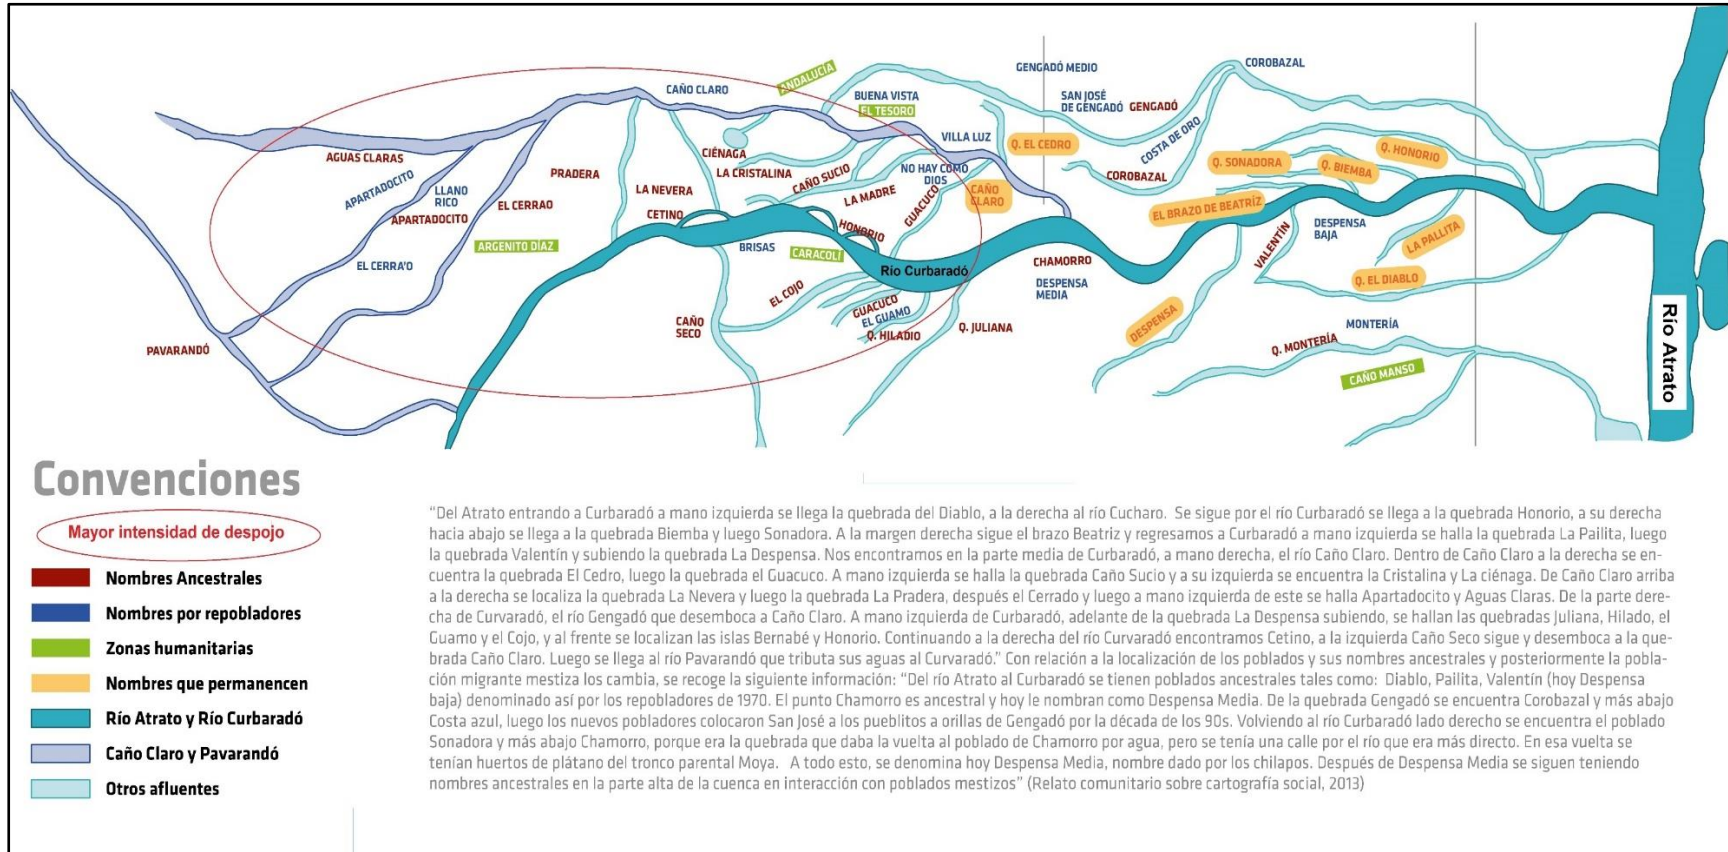 ANDALUCÍA
CAÑO CLARO
BUENA VISTA
EL TESORO
GENGADÓ MEDIO
SAN JOSÉ
DE GENGADÓ
GENGADÓ
COROBAZAL
COSTA DE ORO
VILLA LUZ
Q. EL CEDRO
Q. HONORIO
Q. SONADORA
Q. BIEMBA
AGUAS CLARAS
APARTADOCITO
LLANO
RICO
APARTADOCITO
EL CERRAO
PRADERA
LA NEVERA
CETINO
CIÉNAGA
LA CRISTALINA
CAÑO SUCIO
LA MADRE
NO HAY COMO
DIOS
GUACUCO
CAÑO
CLARO
COROBAZAL
EL BRAZO DE BEATRÍZ
DESPENSA
BAJA
VALENTÍN
LA PALLITA
ARGENITO DÍAZ
EL CERRA'O
BRISAS
CARACOLÍ
HONORIO
Río Curbaradó
CHAMORRO
DESPENSA
MEDIA
Q. EL DIABLO
EL COJO
GUACUCO
EL GUAMO
Q. HILADIO
Q. JULIANA
CAÑO
SECO
PAVARANDÓ
DESPENSA
MONTERÍA
Q. MONTERÍA
CAÑO MANSO
Río Atrato
Convenciones
Mayor intensidad de despojo
Nombres Ancestrales
Nombres por repobladores
Zonas humanitarias
Nombres que permanencen
Río Atrato y Río Curbaradó
Caño Claro y Pavarandó
Otros afluentes
“Del Atrato entrando a Curbaradó a mano izquierda se llega la quebrada del Diablo, a la derecha al río Cucharo. Se sigue por el río Curbaradó se llega a la quebrada Honorio, a su derecha
hacia abajo se llega a la quebrada Biemba y luego Sonadora. A la margen derecha sigue el brazo Beatriz y regresamos a Curbaradó a mano izquierda se halla la quebrada La Pailita, luego
la quebrada Valentín y subiendo la quebrada La Despensa. Nos encontramos en la parte media de Curbaradó, a mano derecha, el río Caño Claro. Dentro de Caño Claro a la derecha se en-
cuentra la quebrada El Cedro, luego la quebrada el Guacuco. A mano izquierda se halla la quebrada Caño Sucio y a su izquierda se encuentra la Cristalina y La ciénaga. De Caño Claro arriba
a la derecha se localiza la quebrada La Nevera y luego la quebrada La Pradera, después el Cerrado y luego a mano izquierda de este se halla Apartadocito y Aguas Claras. De la parte dere-
cha de Curvaradó, el río Gengadó que desemboca a Caño Claro. A mano izquierda de Curbaradó, adelante de la quebrada La Despensa subiendo, se hallan las quebradas Juliana, Hilado, el
Guamo y el Cojo, y al frente se localizan las islas Bernabé y Honorio. Continuando a la derecha del río Curvaradó encontramos Cetino, a la izquierda Caño Seco sigue y desemboca a la que-
brada Caño Claro. Luego se llega al río Pavarandó que tributa sus aguas al Curvaradó.” Con relación a la localización de los poblados y sus nombres ancestrales y posteriormente la pobla-
ción migrante mestiza los cambia, se recoge la siguiente información: “Del río Atrato al Curbaradó se tienen poblados ancestrales tales como: Diablo, Pailita, Valentín (hoy Despensa
baja) denominado así por los repobladores de 1970. El punto Chamorro es ancestral y hoy le nombran como Despensa Media. De la quebrada Gengadó se encuentra Corobazal y más abajo
Costa azul, luego los nuevos pobladores colocaron San José a los pueblitos a orillas de Gengadó por la década de los 90s. Volviendo al río Curbaradó lado derecho se encuentra el poblado
Sonadora y más abajo Chamorro, porque era la quebrada que daba la vuelta al poblado de Chamorro por agua, pero se tenía una calle por el río que era más directo. En esa vuelta se
tenían huertos de plátano del tronco parental Moya. A todo esto, se denomina hoy Despensa Media, nombre dado por los chilapos. Después de Despensa Media se siguen teniendo
nombres ancestrales en la parte alta de la cuenca en interacción con poblados mestizos” (Relato comunitario sobre cartografía social, 2013)